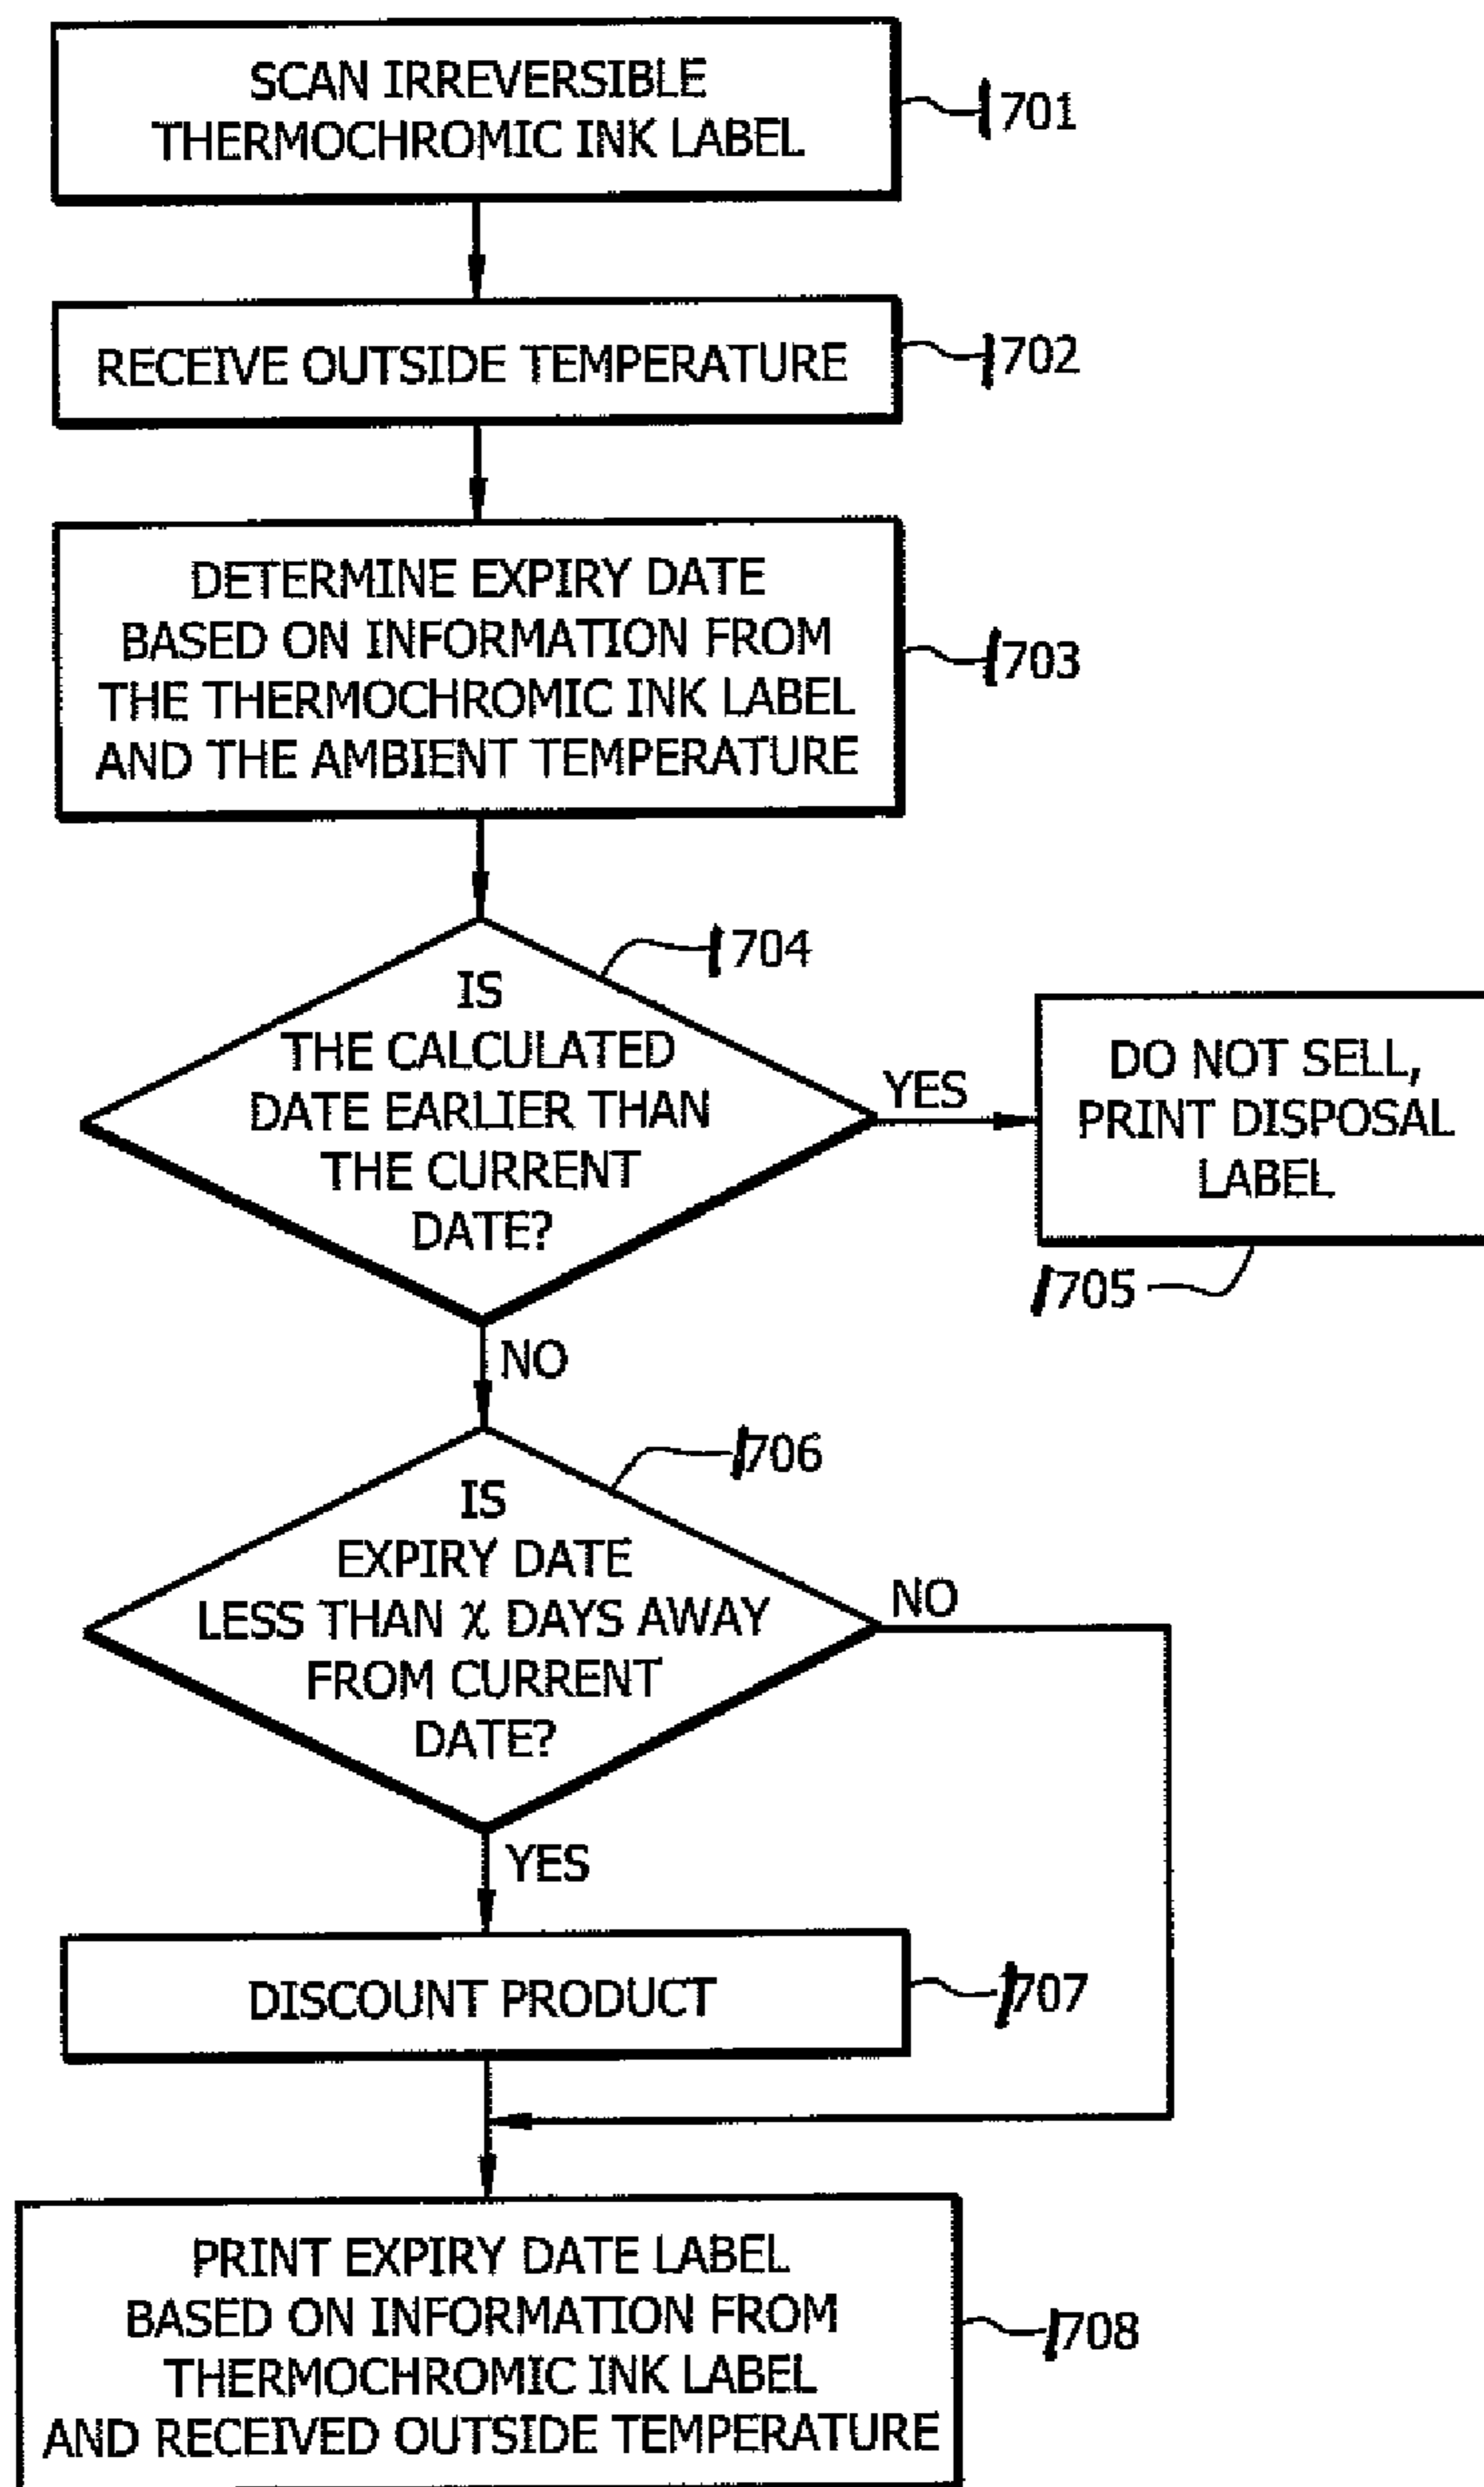 SCAN IRREVERSIBLE
THERMOCHROMIC INK LABEL
701
RECEIVE OUTSIDE TEMPERATURE
702
DETERMINE EXPIRY DATE
BASED ON INFORMATION FROM
THE THERMOCHROMIC INK LABEL
AND THE AMBIENT TEMPERATURE
703
704
IS
THE CALCULATED
DATE EARLIER THAN
THE CURRENT
DATE?
YES
DO NOT SELL,
PRINT DISPOSAL
LABEL
705
NO
706
IS
EXPIRY DATE
LESS THAN χ DAYS AWAY
FROM CURRENT
DATE?
NO
YES
DISCOUNT PRODUCT
707
PRINT EXPIRY DATE LABEL
BASED ON INFORMATION FROM
THERMOCHROMIC INK LABEL
AND RECEIVED OUTSIDE TEMPERATURE
708